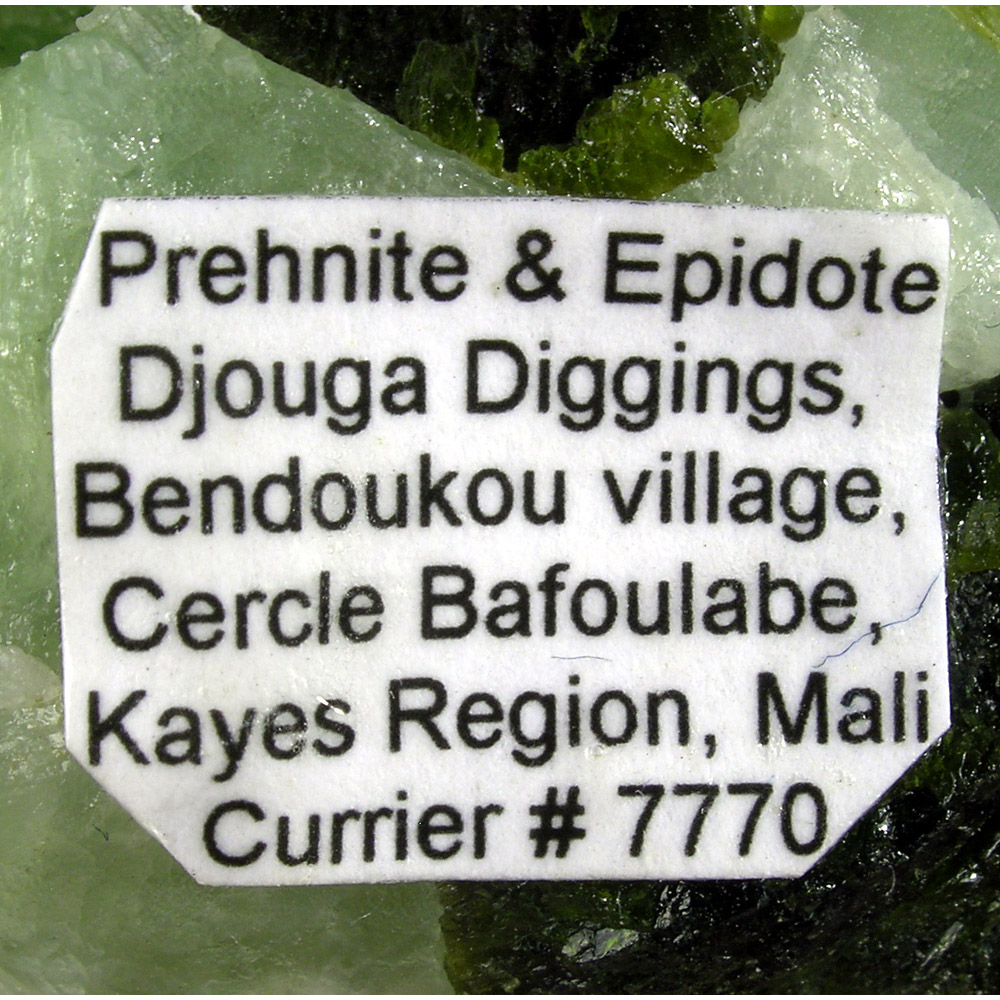 Prehnite & Epidote
Djouga Diggings,
Bendoukou village,
Cercle Bafoulabe,
Kayes Region, Mali
Currier # 7770